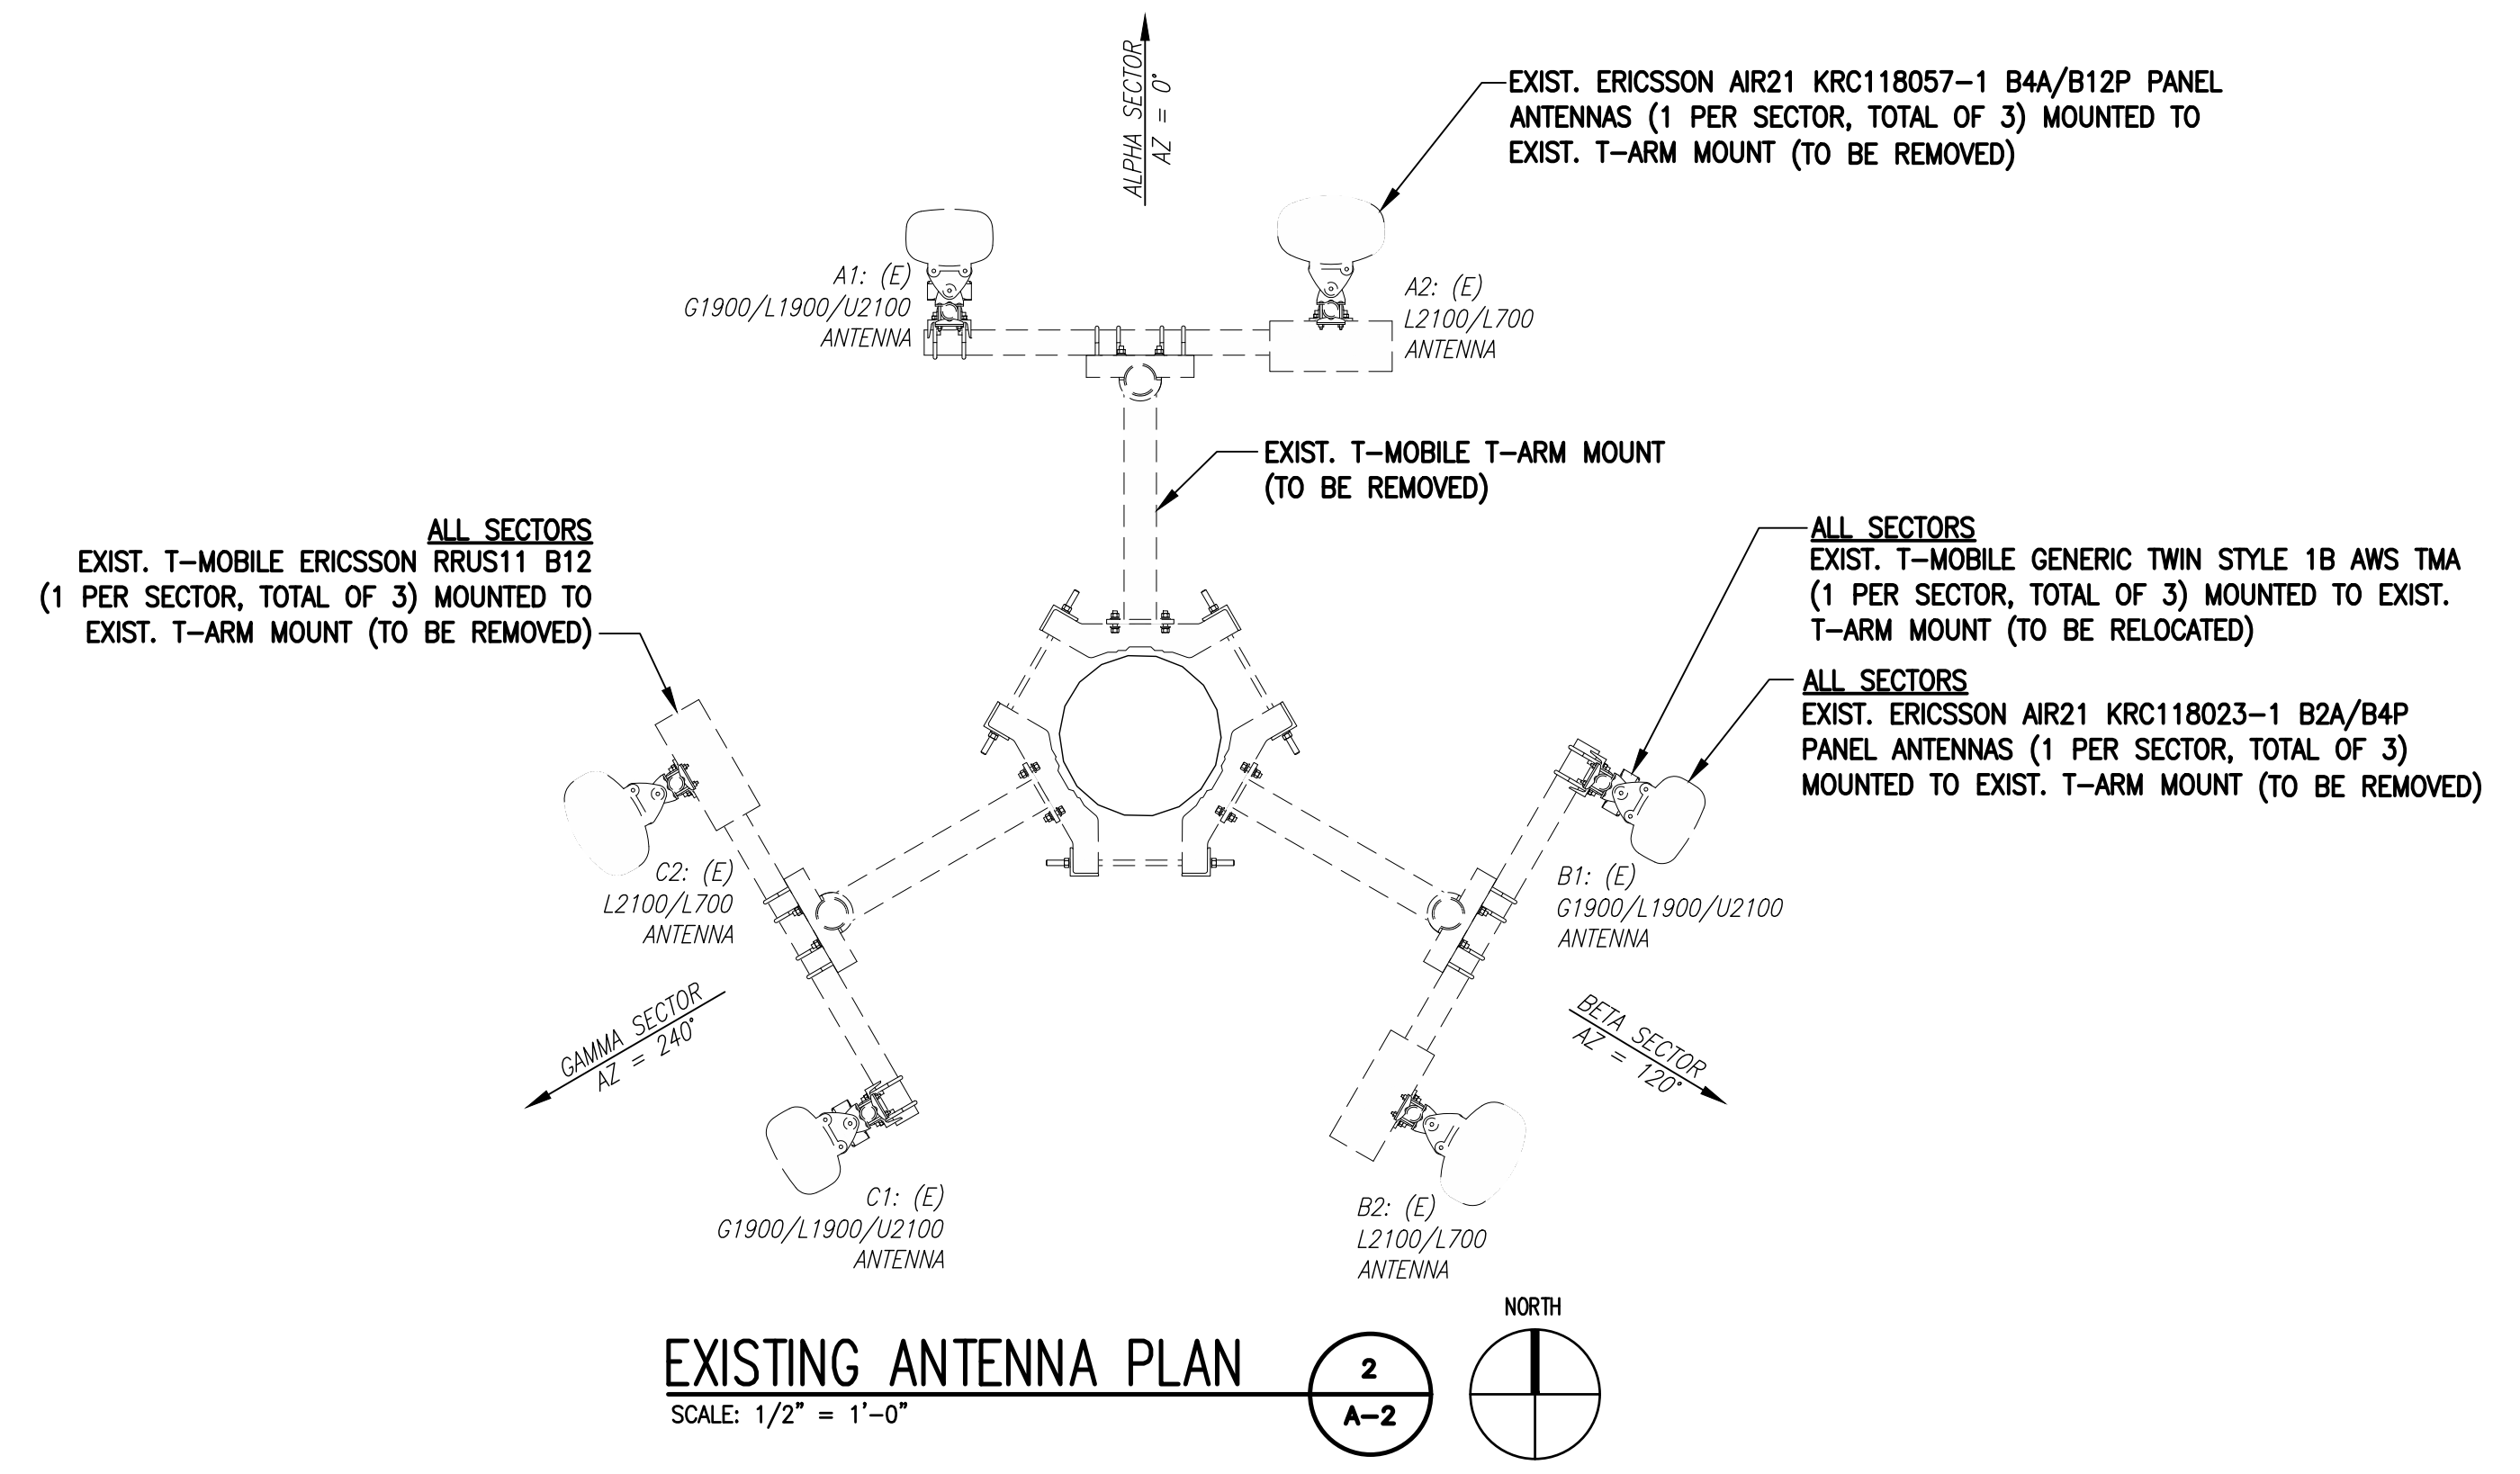 ALPHA SECTOR
AZ = 0°
EXIST. ERICSSON AIR21 KRC118057-1 B4A/B12P PANEL
ANTENNAS (1 PER SECTOR, TOTAL OF 3) MOUNTED TO
EXIST. T-ARM MOUNT (TO BE REMOVED)
A1: (E)
G1900/L1900/U2100
ANTENNA
A2: (E)
L2100/L700
ANTENNA
EXIST. T-MOBILE T-ARM MOUNT
(TO BE REMOVED)
ALL SECTORS
EXIST. T-MOBILE ERICSSON RRUS11 B12
(1 PER SECTOR, TOTAL OF 3) MOUNTED TO
EXIST. T-ARM MOUNT (TO BE REMOVED)
ALL SECTORS
EXIST. T-MOBILE GENERIC TWIN STYLE 1B AWS TMA
(1 PER SECTOR, TOTAL OF 3) MOUNTED TO EXIST.
T-ARM MOUNT (TO BE RELOCATED)
ALL SECTORS
EXIST. ERICSSON AIR21 KRC118023-1 B2A/B4P
PANEL ANTENNAS (1 PER SECTOR, TOTAL OF 3)
MOUNTED TO EXIST. T-ARM MOUNT (TO BE REMOVED)
C2: (E)
L2100/L700
ANTENNA
B1: (E)
G1900/L1900/U2100
ANTENNA
GAMMA SECTOR
AZ = 240°
BETA SECTOR
AZ = 120°
C1: (E)
G1900/L1900/U2100
ANTENNA
B2: (E)
L2100/L700
ANTENNA
NORTH
EXISTING ANTENNA PLAN
2
A-2
SCALE: 1/2" = 1'-0"